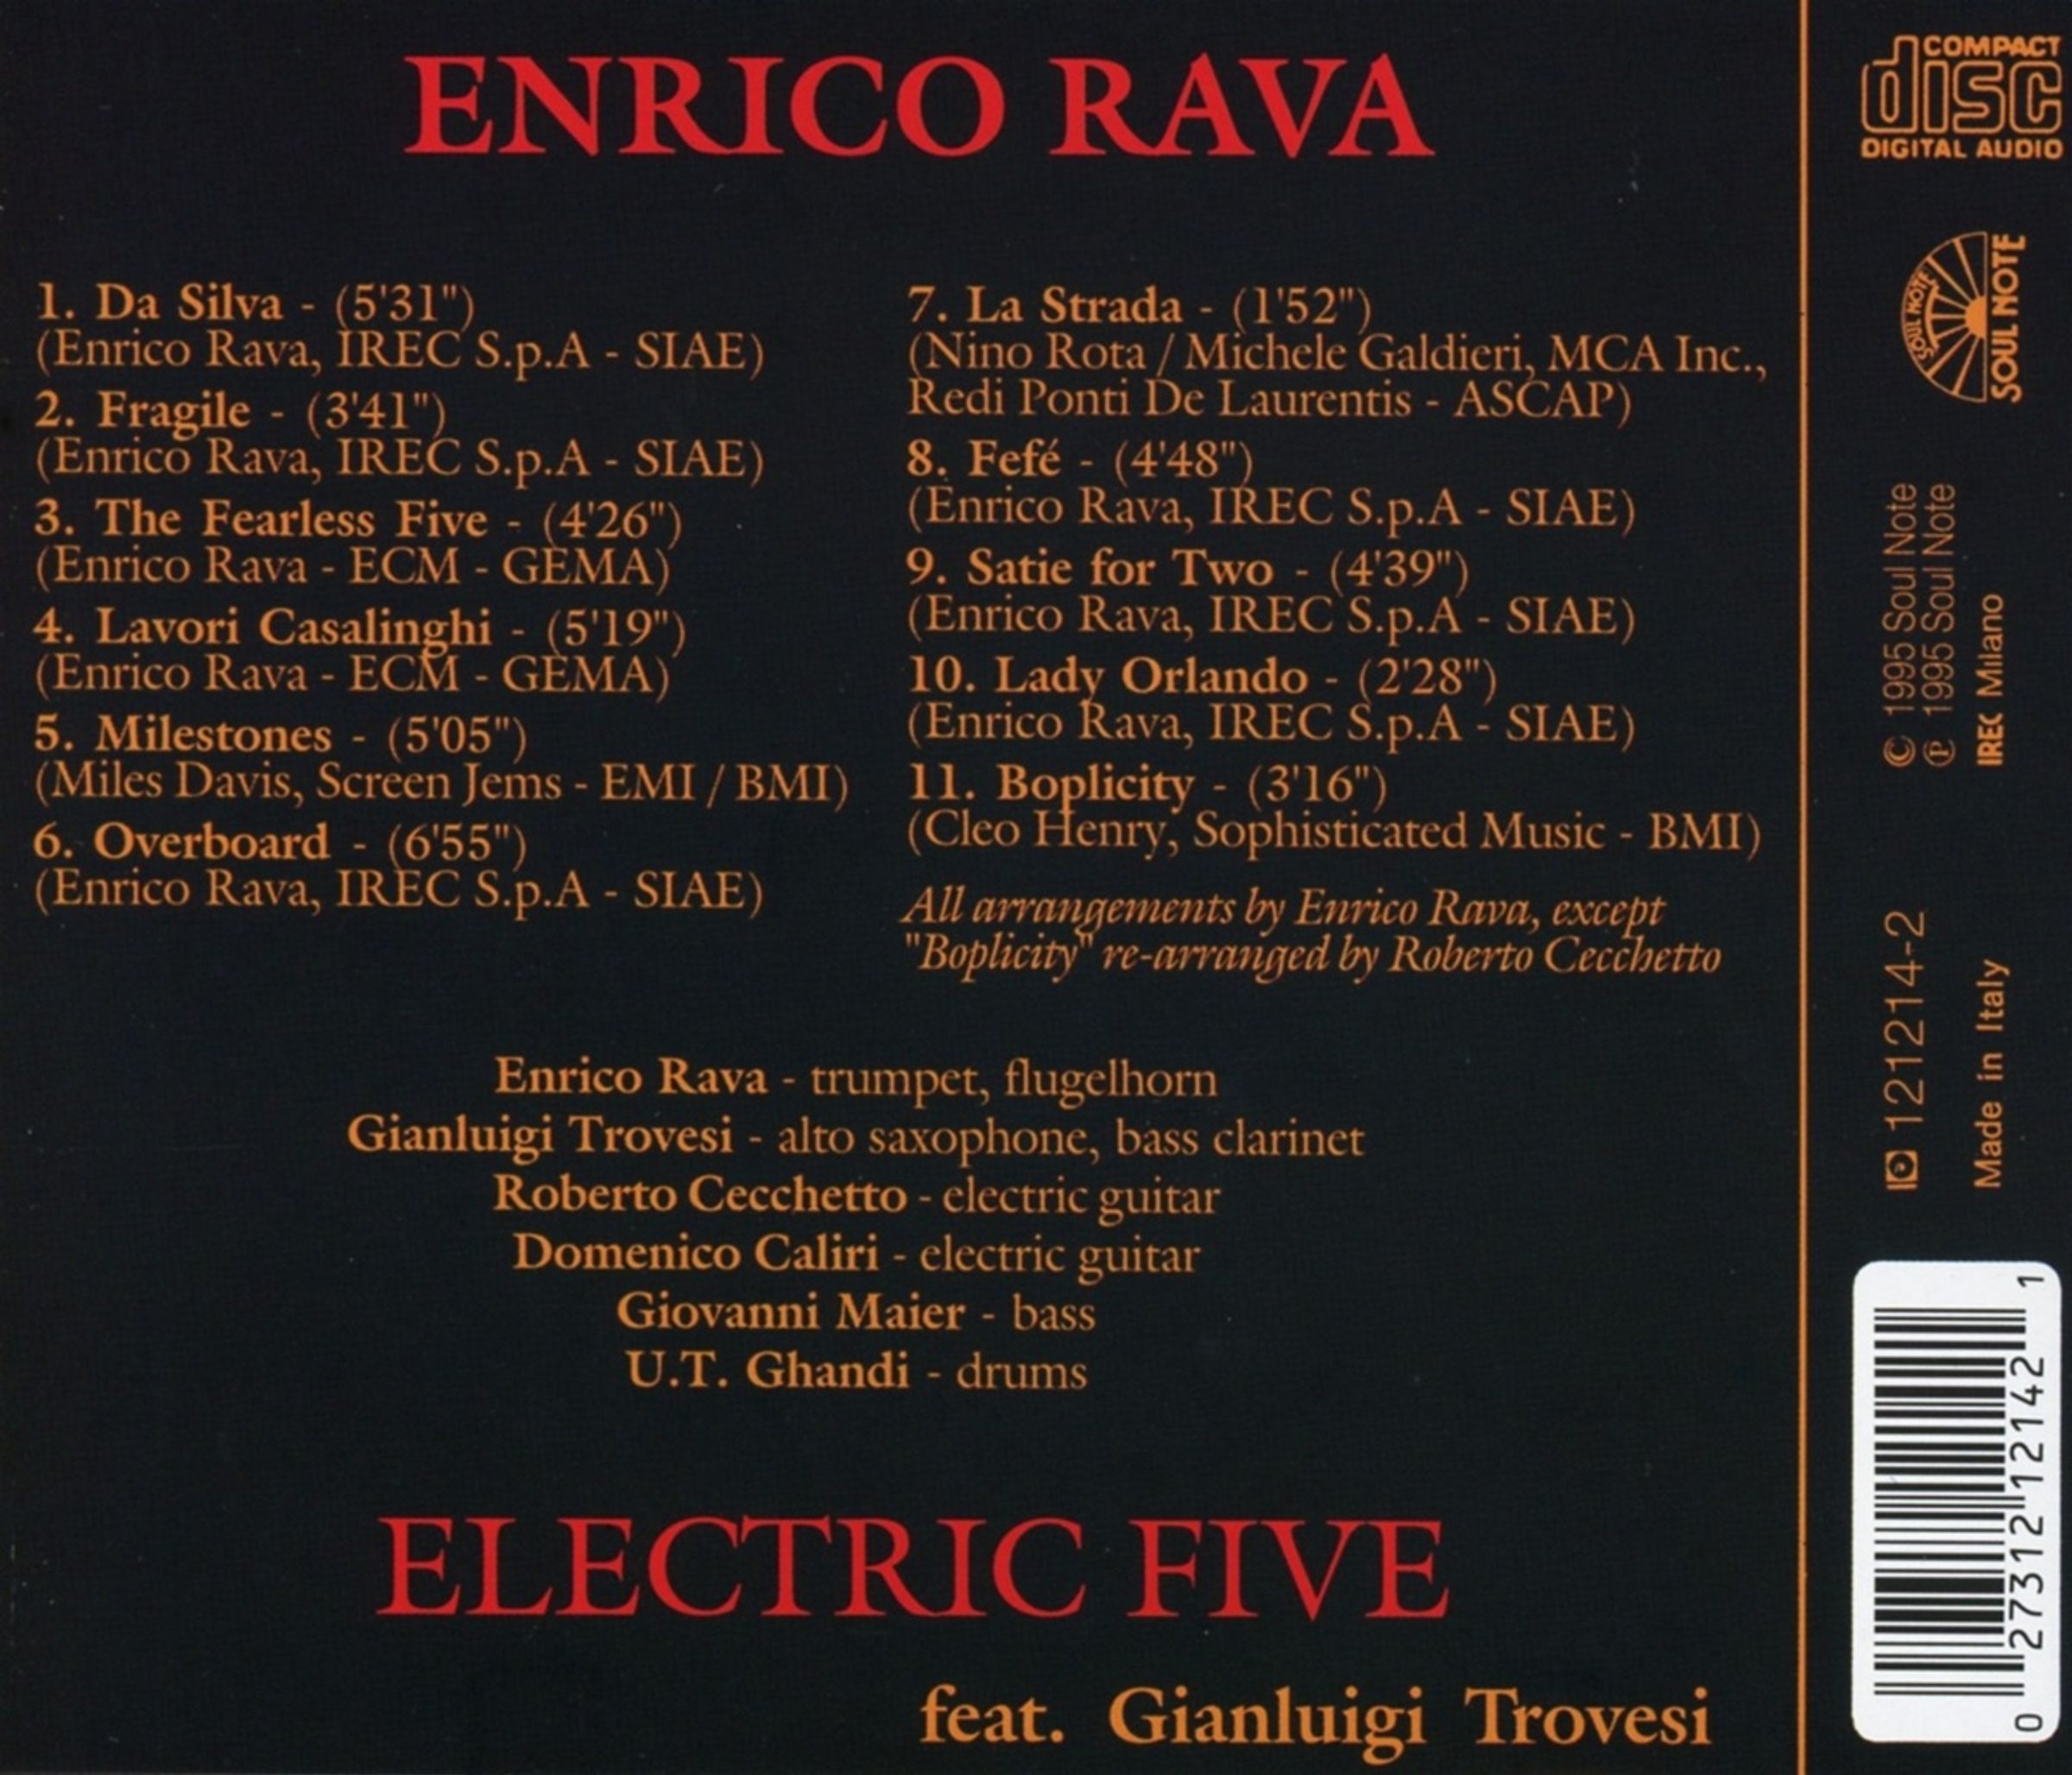 ENRICO RAVA
1. Da Silva - (5'31")
(Enrico Rava, IREC S.p.A - SIAE)
2. Fragile - (3'41")
(Enrico Rava, IREC S.p.A - SIAE)
3. The Fearless Five - (4'26")
(Enrico Rava - ECM - GEMA)
4. Lavori Casalinghi - (5'19")
(Enrico Rava - ECM - GEMA)
5. Milestones - (5'05")
(Miles Davis, Screen Jems - EMI / BMI)
6. Overboard - (6'55")
(Enrico Rava, IREC S.p.A - SIAE)
7. La Strada - (1'52")
(Nino Rota / Michele Galdieri, MCA Inc.,
Redi Ponti De Laurentis - ASCAP)
8. Fefé - (4'48")
(Enrico Rava, IREC S.p.A - SIAE)
9. Satie for Two - (4'39")
(Enrico Rava, IREC S.p.A - SIAE)
10. Lady Orlando - (2'28")
(Enrico Rava, IREC S.p.A - SIAE)
11. Boplicity - (3'16")
(Cleo Henry, Sophisticated Music - BMI)
All arrangements by Enrico Rava, except
"Boplicity" re-arranged by Roberto Cecchetto
Enrico Rava - trumpet, flugelhorn
Gianluigi Trovesi - alto saxophone, bass clarinet
Roberto Cecchetto - electric guitar
Domenico Caliri - electric guitar
Giovanni Maier - bass
U.T. Ghandi - drums
ELECTRIC FIVE
feat. Gianluigi Trovesi
COMPACT
disc
DIGITAL AUDIO
SOUL NOTE
SOUL NOTE
© 1995 Soul Note
℗ 1995 Soul Note
IREC Milano
121214-2
Made in Italy
0 27312 12142 1